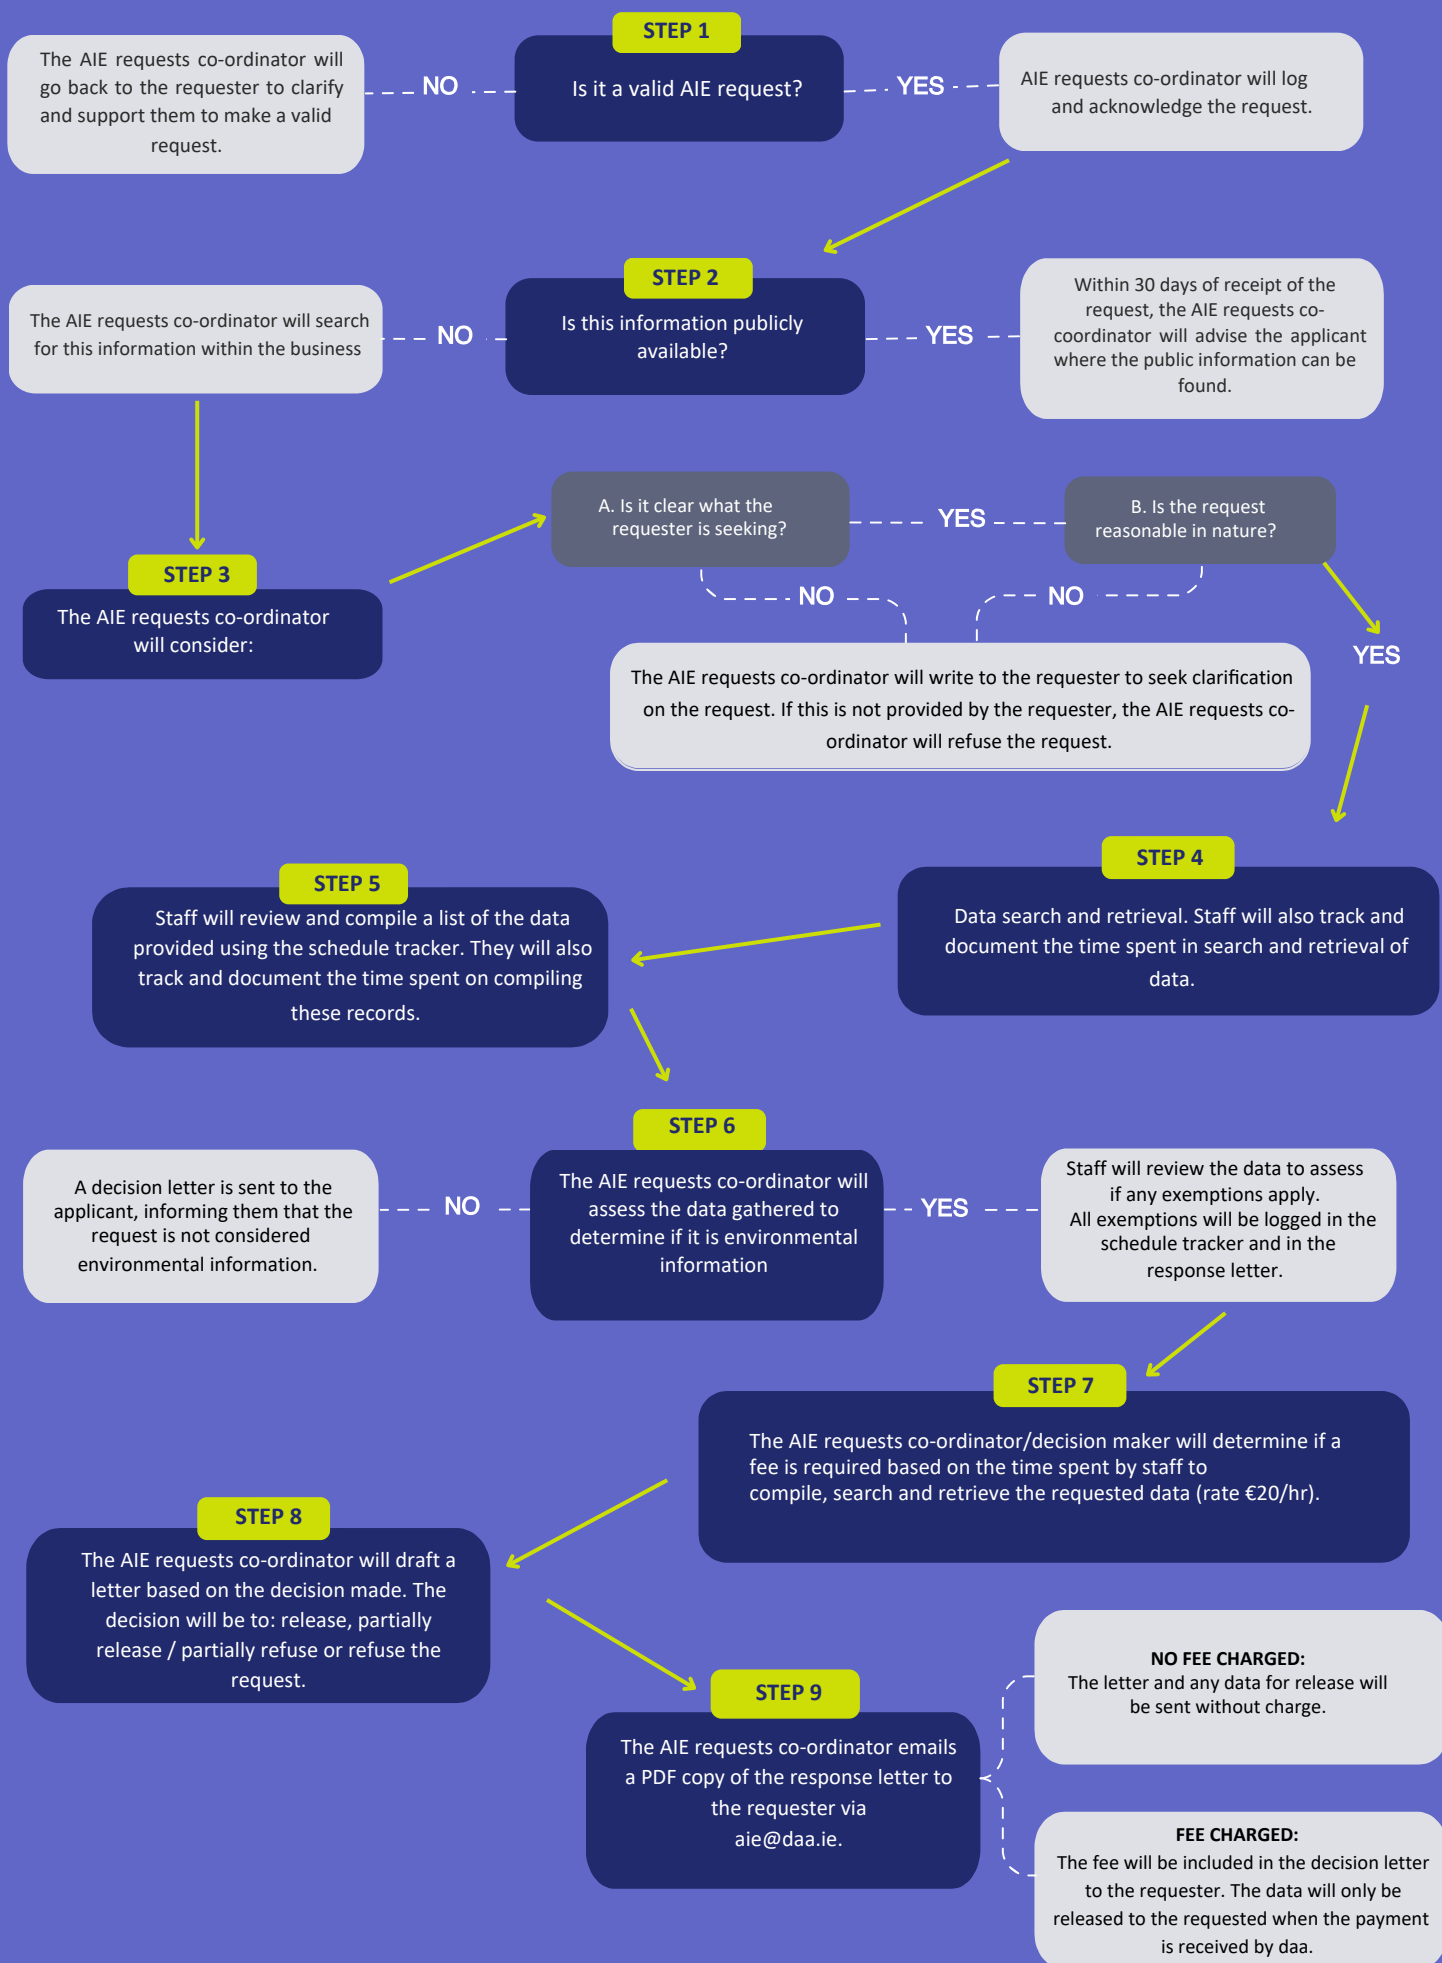 STEP 1
The AIE requests co-ordinator will
go back to the requester to clarify
and support them to make a valid
request.
NO
Is it a valid AIE request?
YES
AIE requests co-ordinator will log
and acknowledge the request.
STEP 2
The AIE requests co-ordinator will search
for this information within the business
NO
Is this information publicly
available?
YES
Within 30 days of receipt of the
request, the AIE requests co-
coordinator will advise the applicant
where the public information can be
found.
STEP 3
The AIE requests co-ordinator
will consider:
A. Is it clear what the
requester is seeking?
YES
B. Is the request
reasonable in nature?
NO
NO
YES
The AIE requests co-ordinator will write to the requester to seek clarification
on the request. If this is not provided by the requester, the AIE requests co-
ordinator will refuse the request.
STEP 4
Data search and retrieval. Staff will also track and
document the time spent in search and retrieval of
data.
STEP 5
Staff will review and compile a list of the data
provided using the schedule tracker. They will also
track and document the time spent on compiling
these records.
STEP 6
A decision letter is sent to the
applicant, informing them that the
request is not considered
environmental information.
NO
The AIE requests co-ordinator will
assess the data gathered to
determine if it is environmental
information
YES
Staff will review the data to assess
if any exemptions apply.
All exemptions will be logged in the
schedule tracker and in the
response letter.
STEP 7
The AIE requests co-ordinator/decision maker will determine if a
fee is required based on the time spent by staff to
compile, search and retrieve the requested data (rate €20/hr).
STEP 8
The AIE requests co-ordinator will draft a
letter based on the decision made. The
decision will be to: release, partially
release / partially refuse or refuse the
request.
STEP 9
The AIE requests co-ordinator emails
a PDF copy of the response letter to
the requester via
aie@daa.ie.
NO FEE CHARGED:
The letter and any data for release will
be sent without charge.
FEE CHARGED:
The fee will be included in the decision letter
to the requester. The data will only be
released to the requested when the payment
is received by daa.